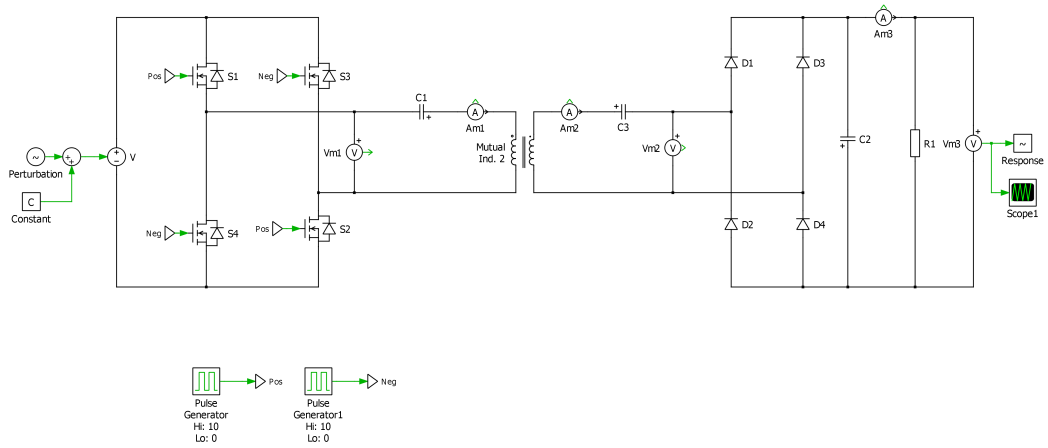 A
Am3
D1
D3
Pos
S1
Neg
S3
C1
A
Am1
Mutual
Ind. 2
A
Am2
C3
C2
R1
Vm1
V
Vm2
V
Vm3
V
~
Response
Scope1
~
Perturbation
V
C
Constant
Neg
S4
Pos
S2
D2
D4
Pos
Neg
Pulse
Generator
Hi: 10
Lo: 0
Pulse
Generator1
Hi: 10
Lo: 0